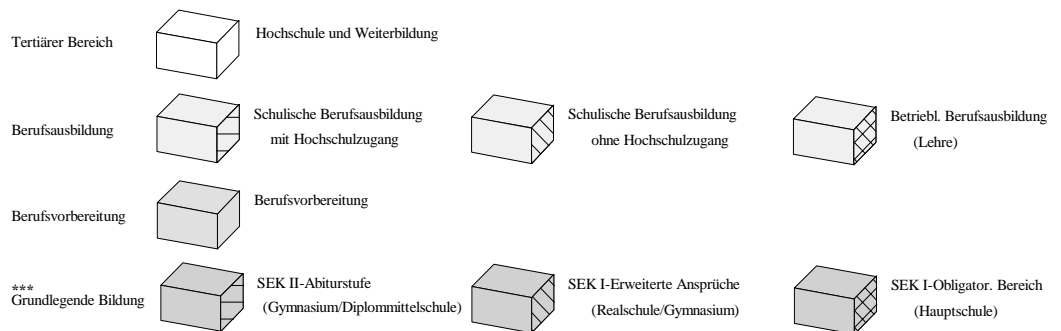 Tertiärer Bereich
Hochschule und Weiterbildung
Berufsausbildung
Schulische Berufsausbildung
mit Hochschulzugang
Schulische Berufsausbildung
ohne Hochschulzugang
Betriebl. Berufsausbildung
(Lehre)
Berufsvorbereitung
Berufsvorbereitung
***
Grundlegende Bildung
SEK II-Abiturstufe
(Gymnasium/Diplommittelschule)
SEK I-Erweiterte Ansprüche
(Realschule/Gymnasium)
SEK I-Obligator. Bereich
(Hauptschule)